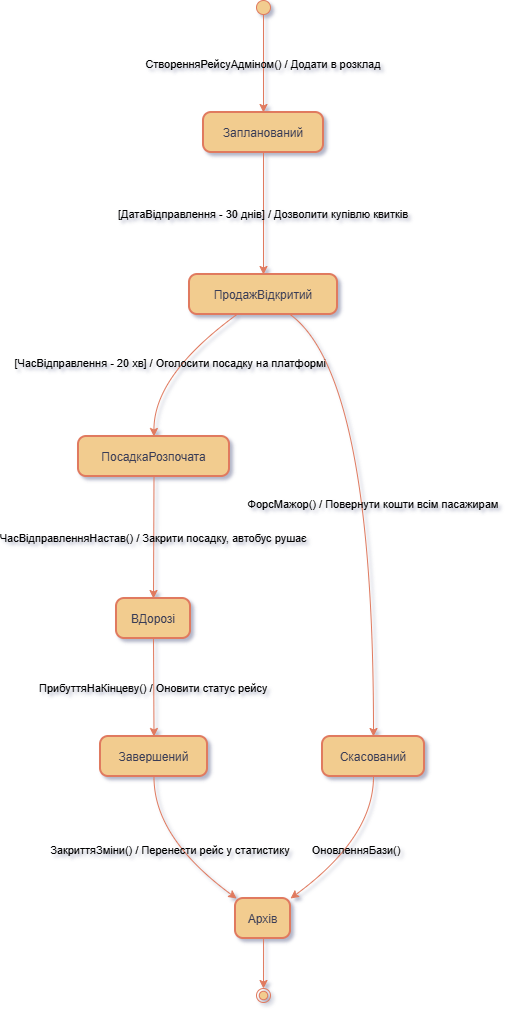 СтворенняРейсуАдміном() / Додати в розклад
Запланований
[ДатаВідправлення - 30 днів] / Дозволити купівлю квитків
ПродажВідкритий
[ЧасВідправлення - 20 хв] / Оголосити посадку на платформі
ПосадкаРозпочата
ФорсМажор() / Повернути кошти всім пасажирам
ЧасВідправленняНастав() / Закрити посадку, автобус рушає
ВДорозі
ПрибуттяНаКінцеву() / Оновити статус рейсу
Завершений
Скасований
ЗакриттяЗміни() / Перенести рейс у статистику
ОновленняБази()
Архів